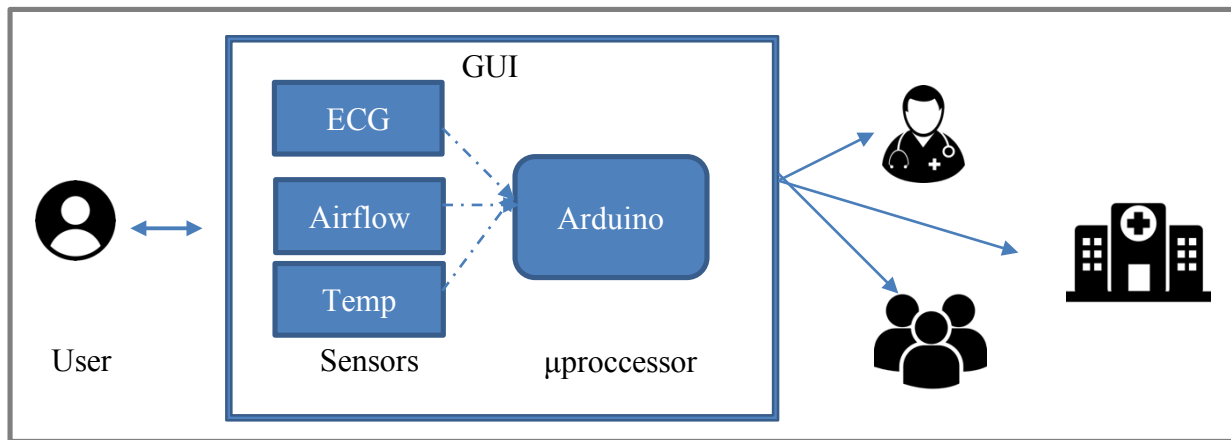 GUI
ECG
Airflow
Arduino
Temp
User
Sensors
μproccessor